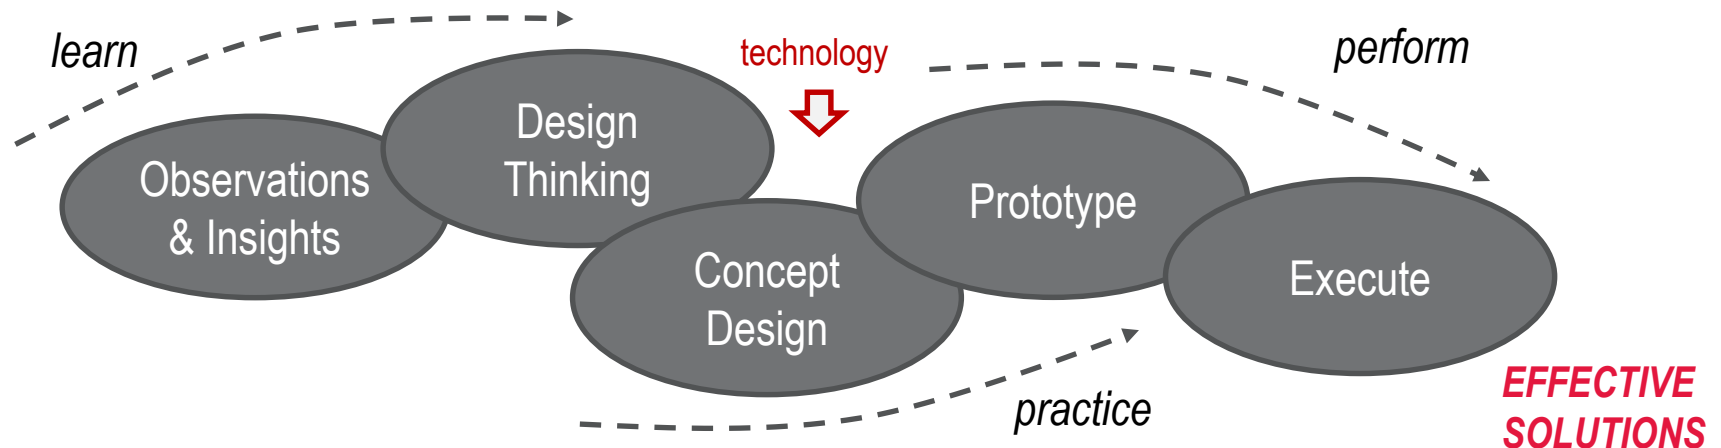 learn
technology
perform
Design
Thinking
Observations
& Insights
Prototype
Concept
Design
Execute
practice
EFFECTIVE
SOLUTIONS